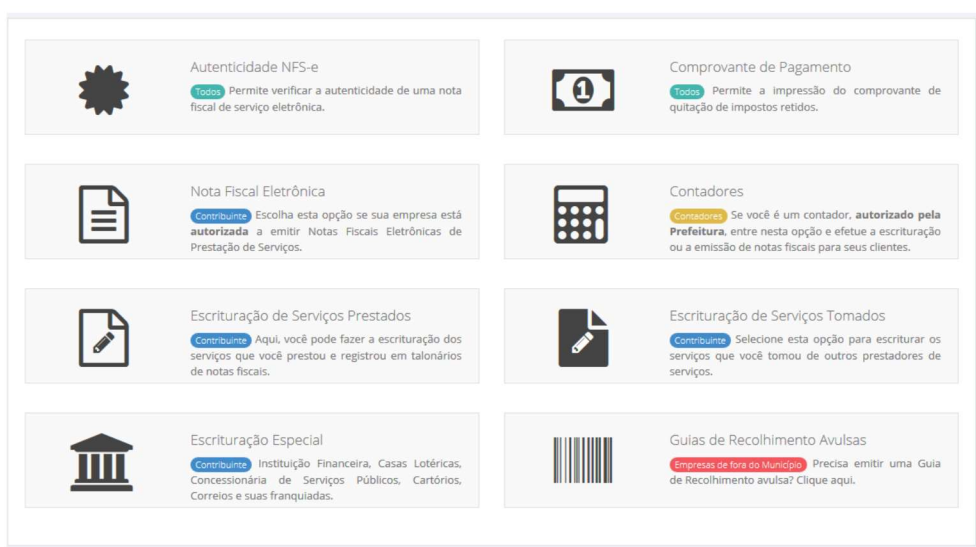 Autenticidade NFS-e
Todos Permite verificar a autenticidade de uma nota
fiscal de serviço eletrônica.
1
Comprovante de Pagamento
Todos Permite a impressão do comprovante de
quitação de impostos retidos.
Nota Fiscal Eletrônica
Contribuinte Escolha esta opção se sua empresa está
autorizada a emitir Notas Fiscais Eletrônicas de
Prestação de Serviços.
Contadores
Contadores Se você é um contador, autorizado pela
Prefeitura, entre nesta opção e efetue a escrituração
ou a emissão de notas fiscais para seus clientes.
Escrituração de Serviços Prestados
Contribuinte Aqui, você pode fazer a escrituração dos
serviços que você prestou e registrou em talonários
de notas fiscais.
Escrituração de Serviços Tomados
Contribuinte Selecione esta opção para escriturar os
serviços que você tomou de outros prestadores de
serviços.
Escrituração Especial
Contribuinte Instituição Financeira, Casas Lotéricas,
Concessionária de Serviços Públicos, Cartórios,
Correios e suas franquiadas.
Guias de Recolhimento Avulsas
Empresas de fora do Município Precisa emitir uma Guia
de Recolhimento avulsa? Clique aqui.